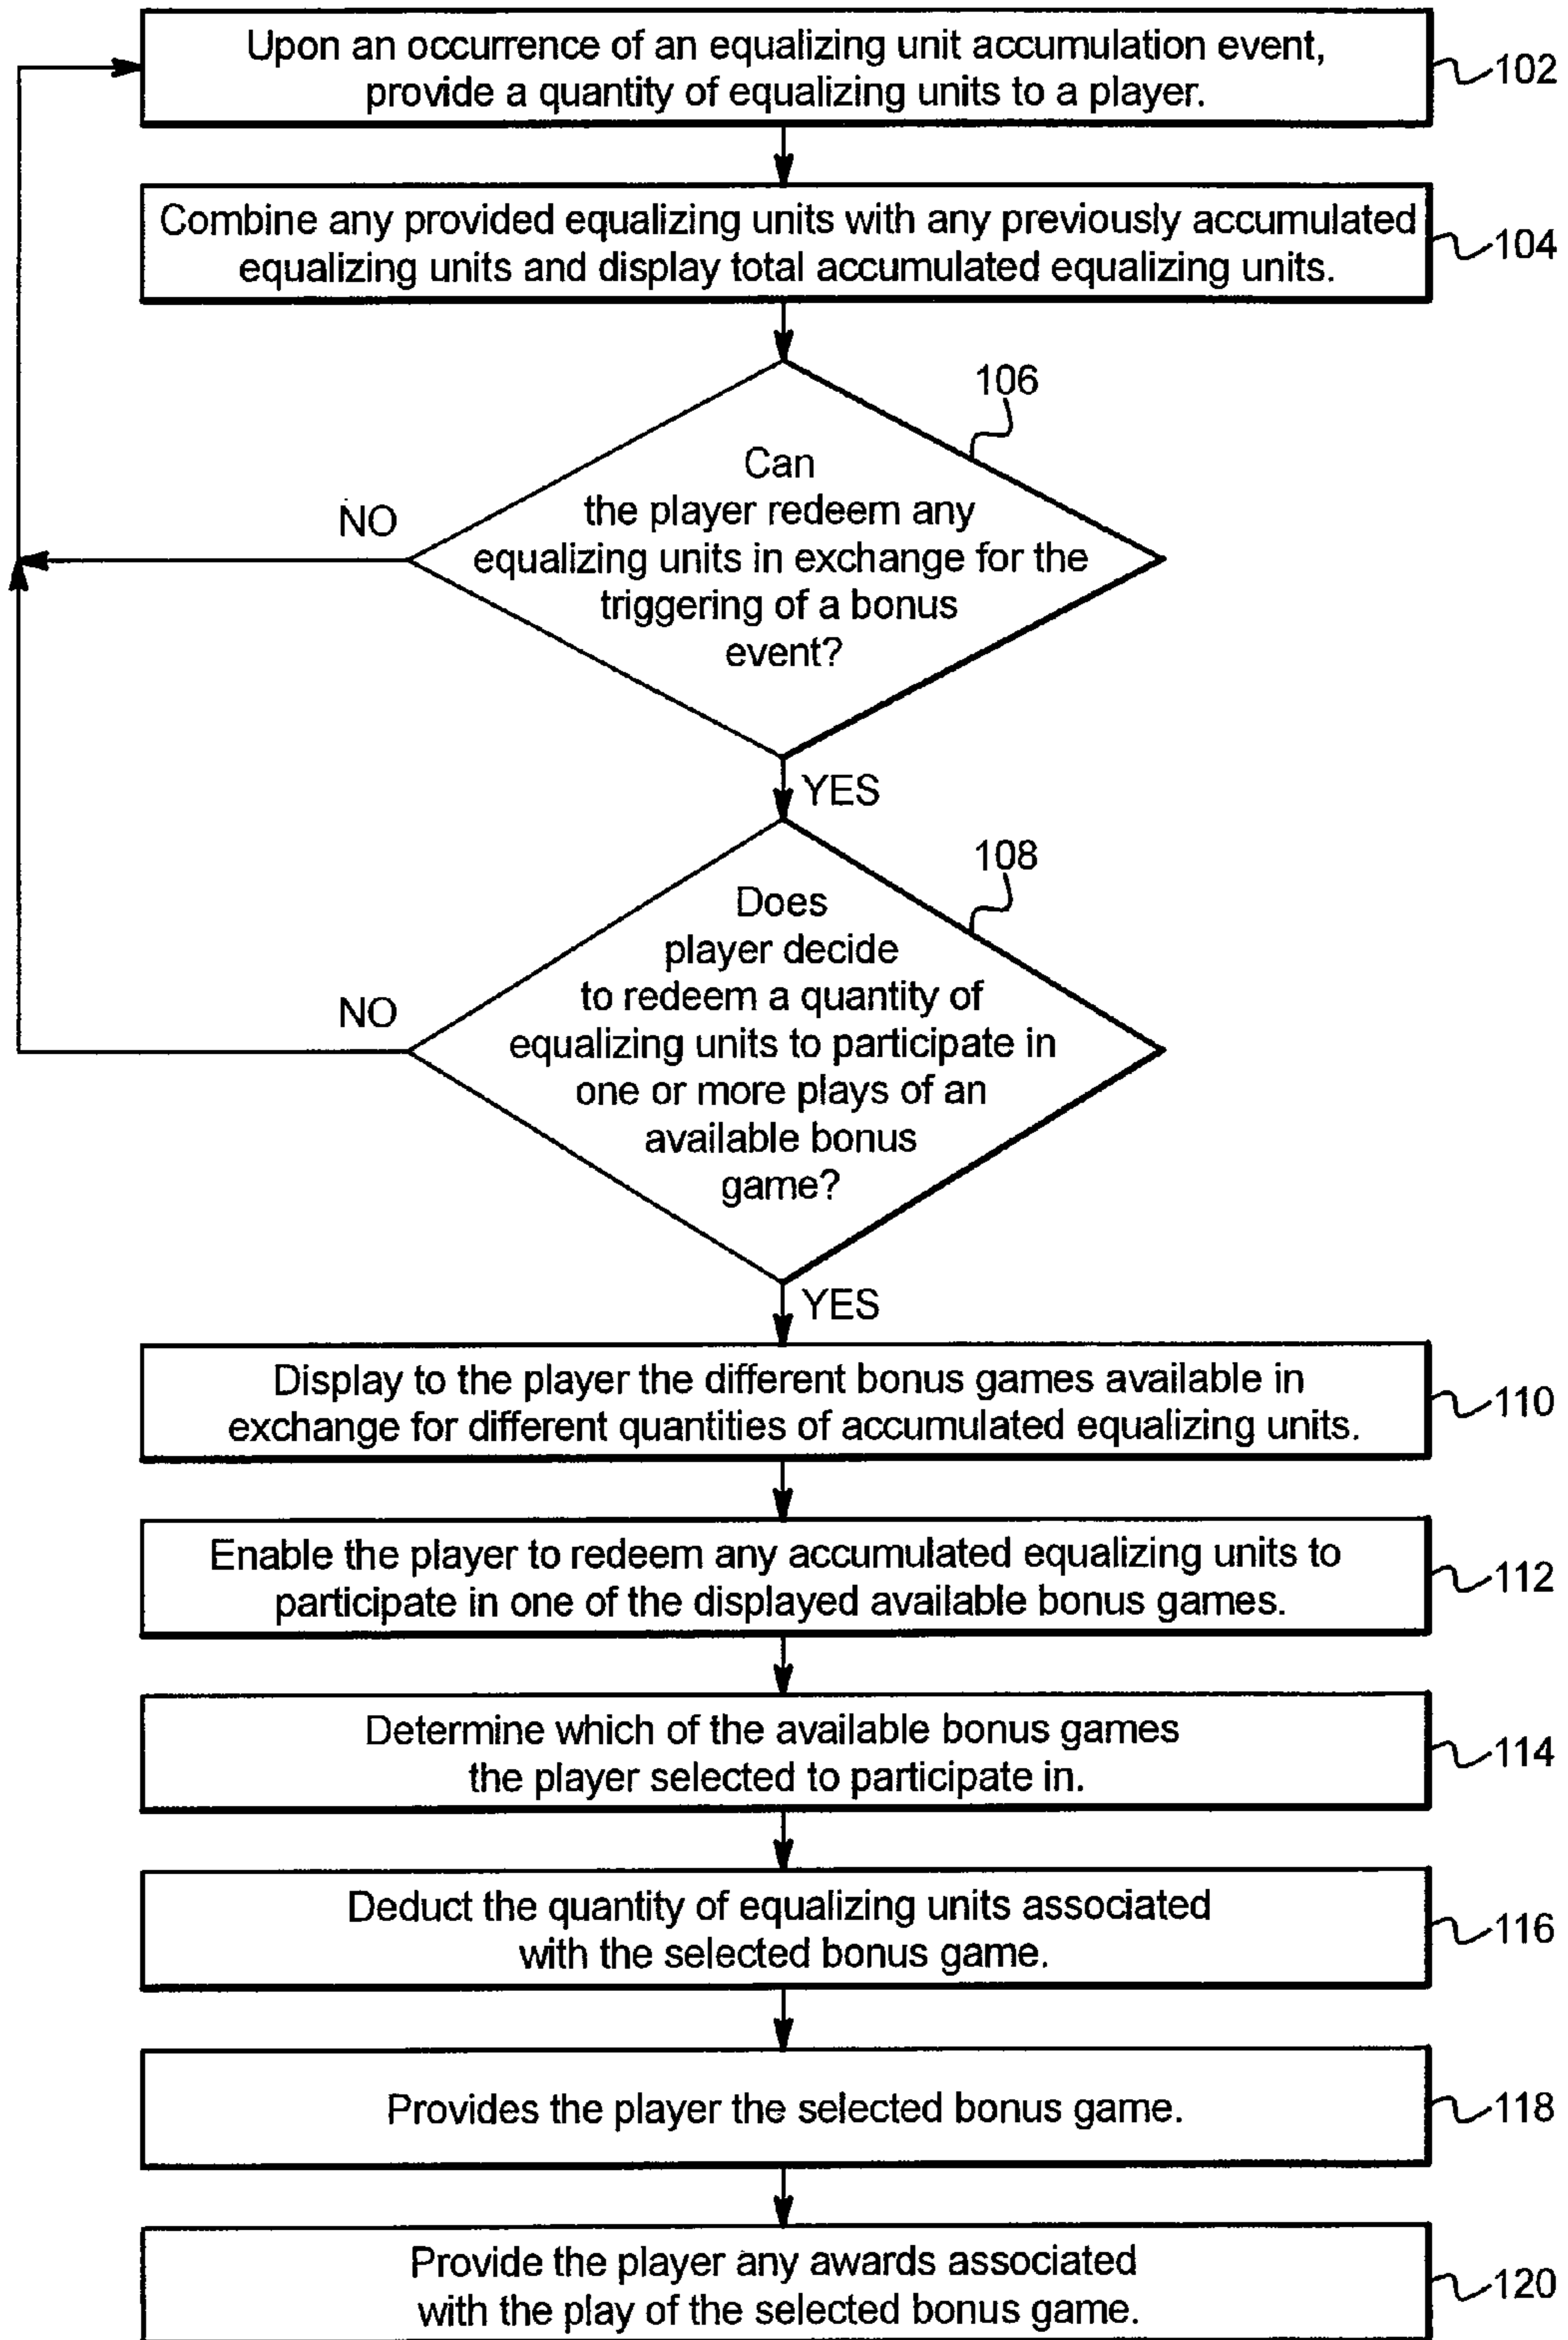 Upon an occurrence of an equalizing unit accumulation event,
provide a quantity of equalizing units to a player.
102
Combine any provided equalizing units with any previously accumulated
equalizing units and display total accumulated equalizing units.
104
106
Can
the player redeem any
equalizing units in exchange for the
triggering of a bonus
event?
NO
YES
108
Does
player decide
to redeem a quantity of
equalizing units to participate in
one or more plays of an
available bonus
game?
NO
YES
Display to the player the different bonus games available in
exchange for different quantities of accumulated equalizing units.
110
Enable the player to redeem any accumulated equalizing units to
participate in one of the displayed available bonus games.
112
Determine which of the available bonus games
the player selected to participate in.
114
Deduct the quantity of equalizing units associated
with the selected bonus game.
116
Provides the player the selected bonus game.
118
Provide the player any awards associated
with the play of the selected bonus game.
120